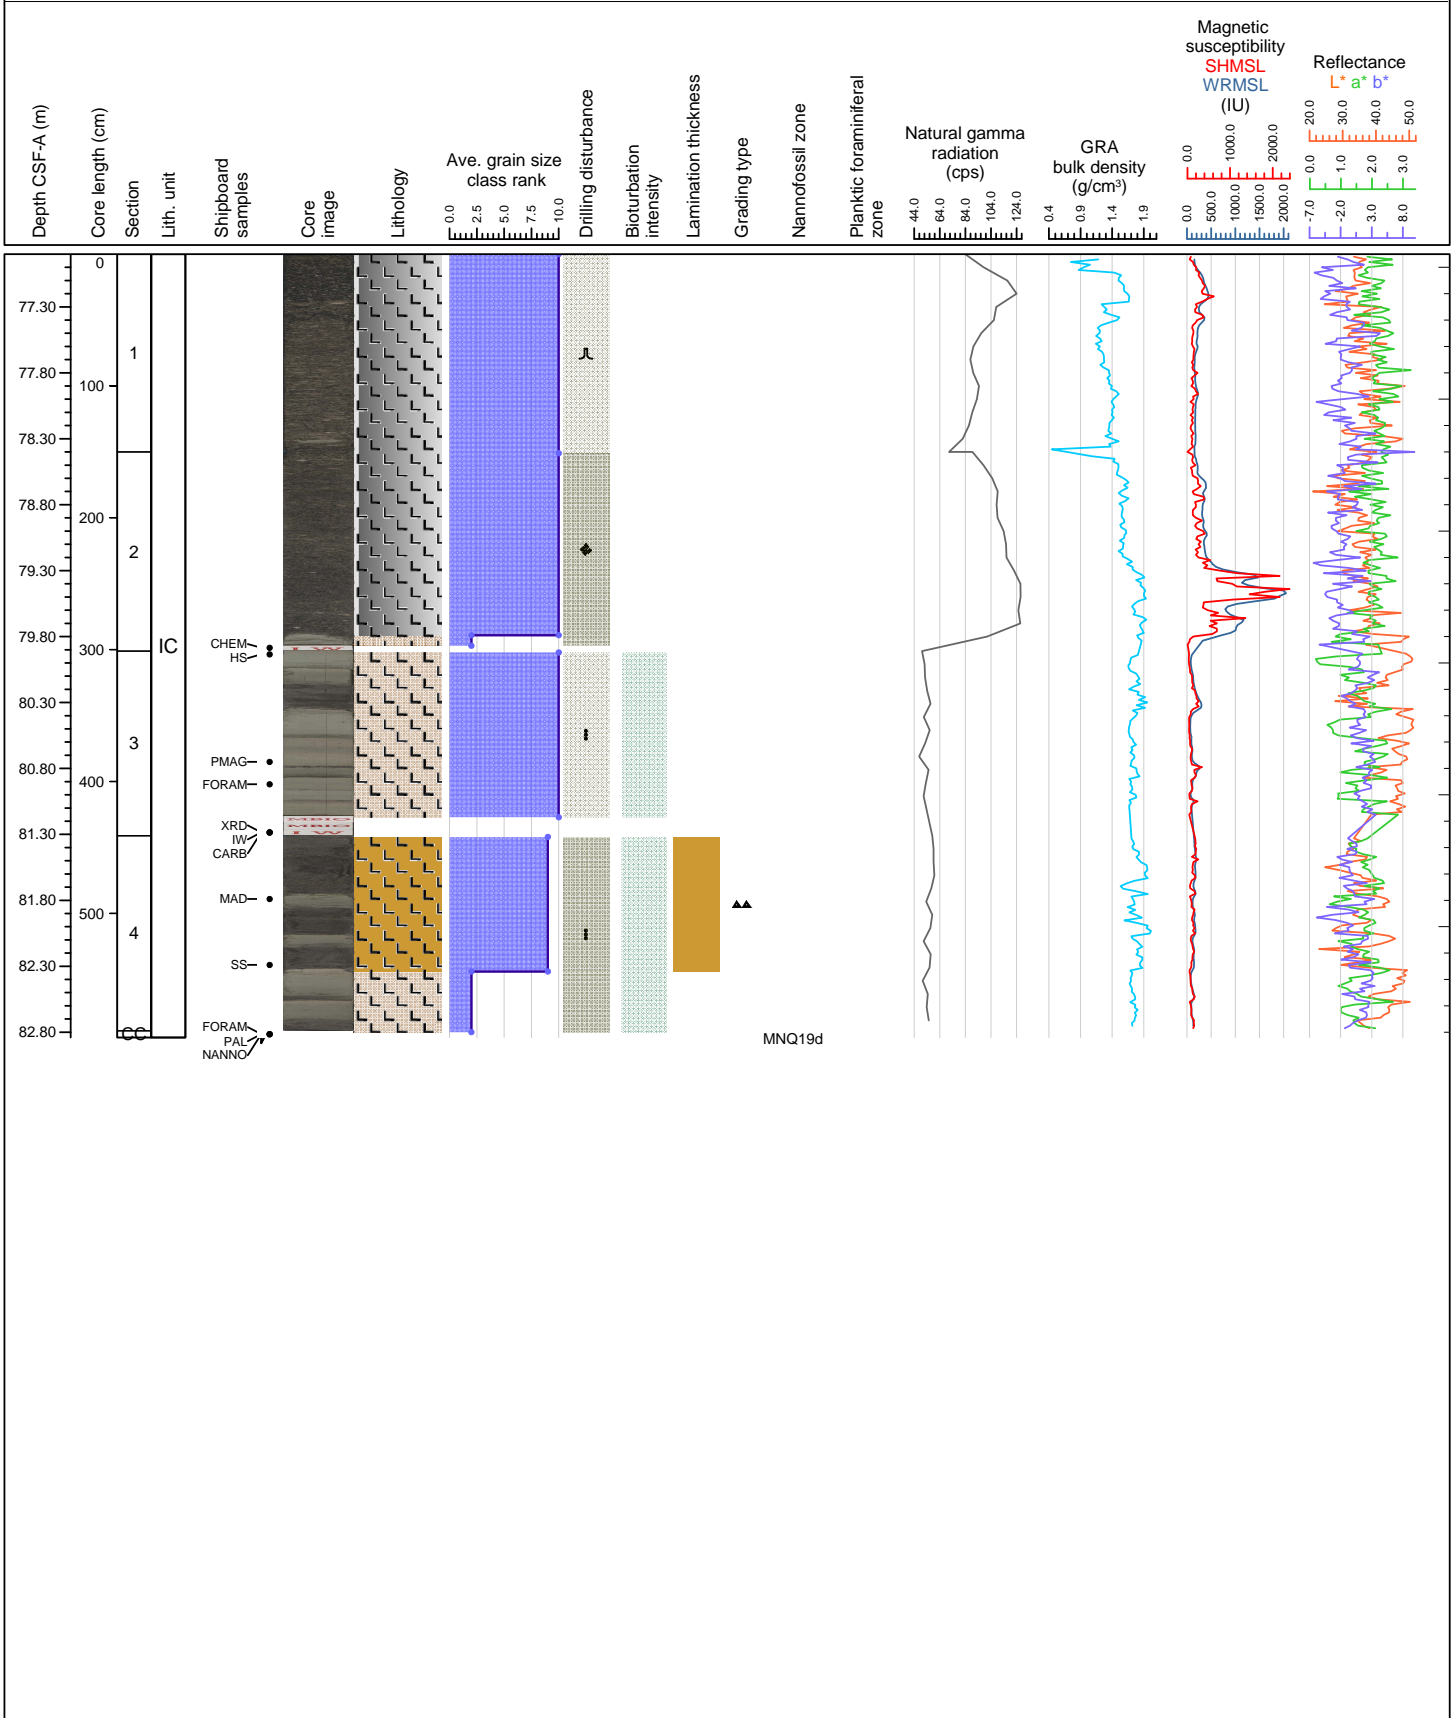 Depth CSF-A (m)
Core length (cm)
Section
Lith. unit
Shipboard
samples
Core
image
Lithology
Ave. grain size
class rank
0.0 2.5 5.0 7.5 10.0
Drilling disturbance
Bioturbation
intensity
Lamination thickness
Grading type
Nannofossil zone
Planktic foraminiferal
zone
Natural gamma
radiation
(cps)
44.0 64.0 84.0 104.0 124.0
GRA
bulk density
(g/cm³)
0.4 0.9 1.4 1.9
Magnetic
susceptibility
SHMSL
WRMSL
(IU)
0.0 1000.0 2000.0
0.0 500.0 1000.0 2000.0 1500.0
Reflectance
L* a* b*
20.0 30.0 40.0 50.0
0.0 1.0 2.0 3.0
-7.0 -2.0 3.0 8.0
0
77.30
1
77.80
100
78.30
78.80
200
2
79.30
79.80
CHEM
IC
300
I W
HS
80.30
3
80.80
PMAG
400
FORAM
MBIO
XRD
MBIO
81.30
I W
IW
CARB
81.80
MAD
500
4
82.30
SS
FORAM
82.80
CC
PAL
MNQ19d
NANNO